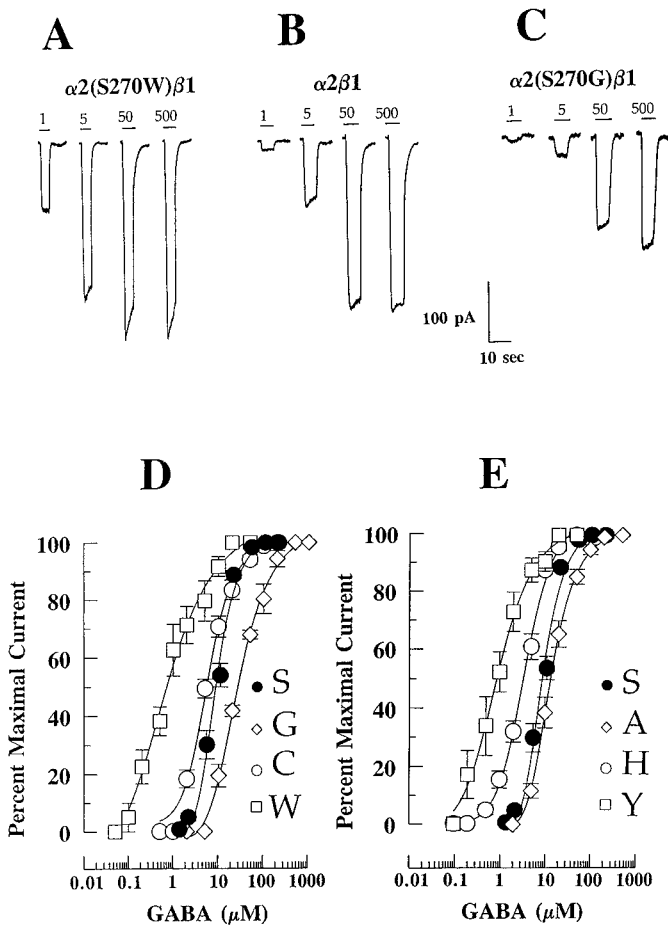 A
B
C
α2(S270W)β1
α2β1
α2(S270G)β1
1 5 50 500
1 5 50 500
1 5 50 500
100 pA
10 sec
D
E
Percent Maximal Current
100
80
60
40
20
0
S
G
C
W
0.01 0.1 1 10 100 1000
GABA (μM)
Percent Maximal Current
100
80
60
40
20
0
S
A
H
Y
0.01 0.1 1 10 100 1000
GABA (μM)